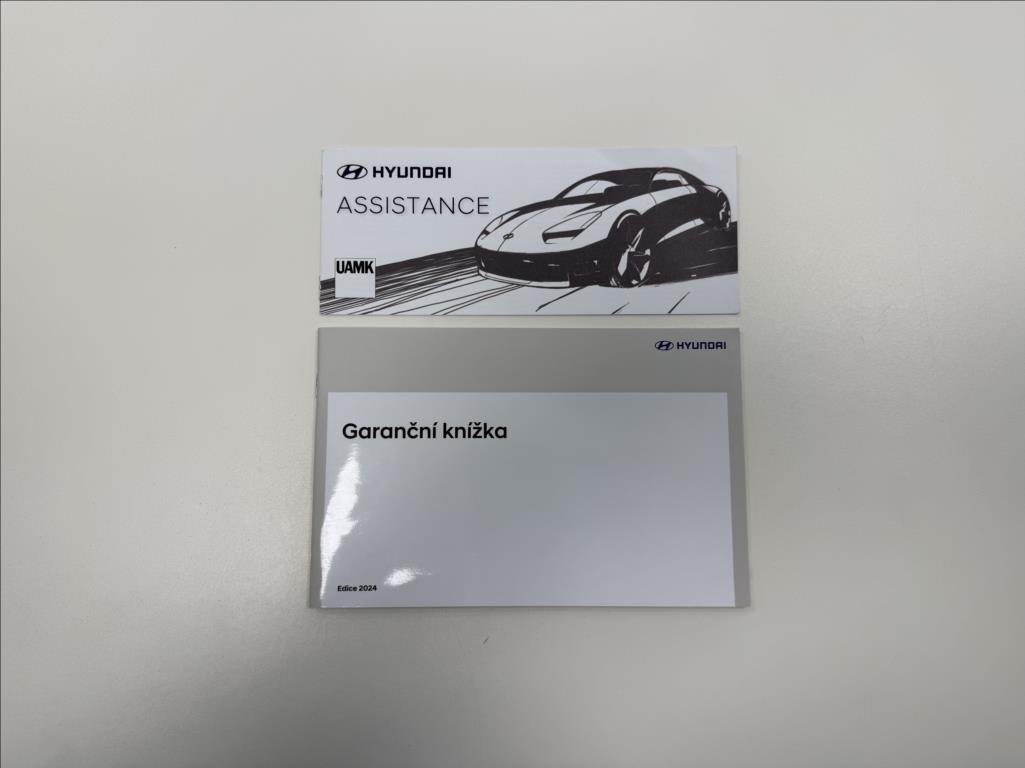 HYUNDAI
ASSISTANCE
UAMK
HYUNDAI
Garanční knížka
Edice 2024